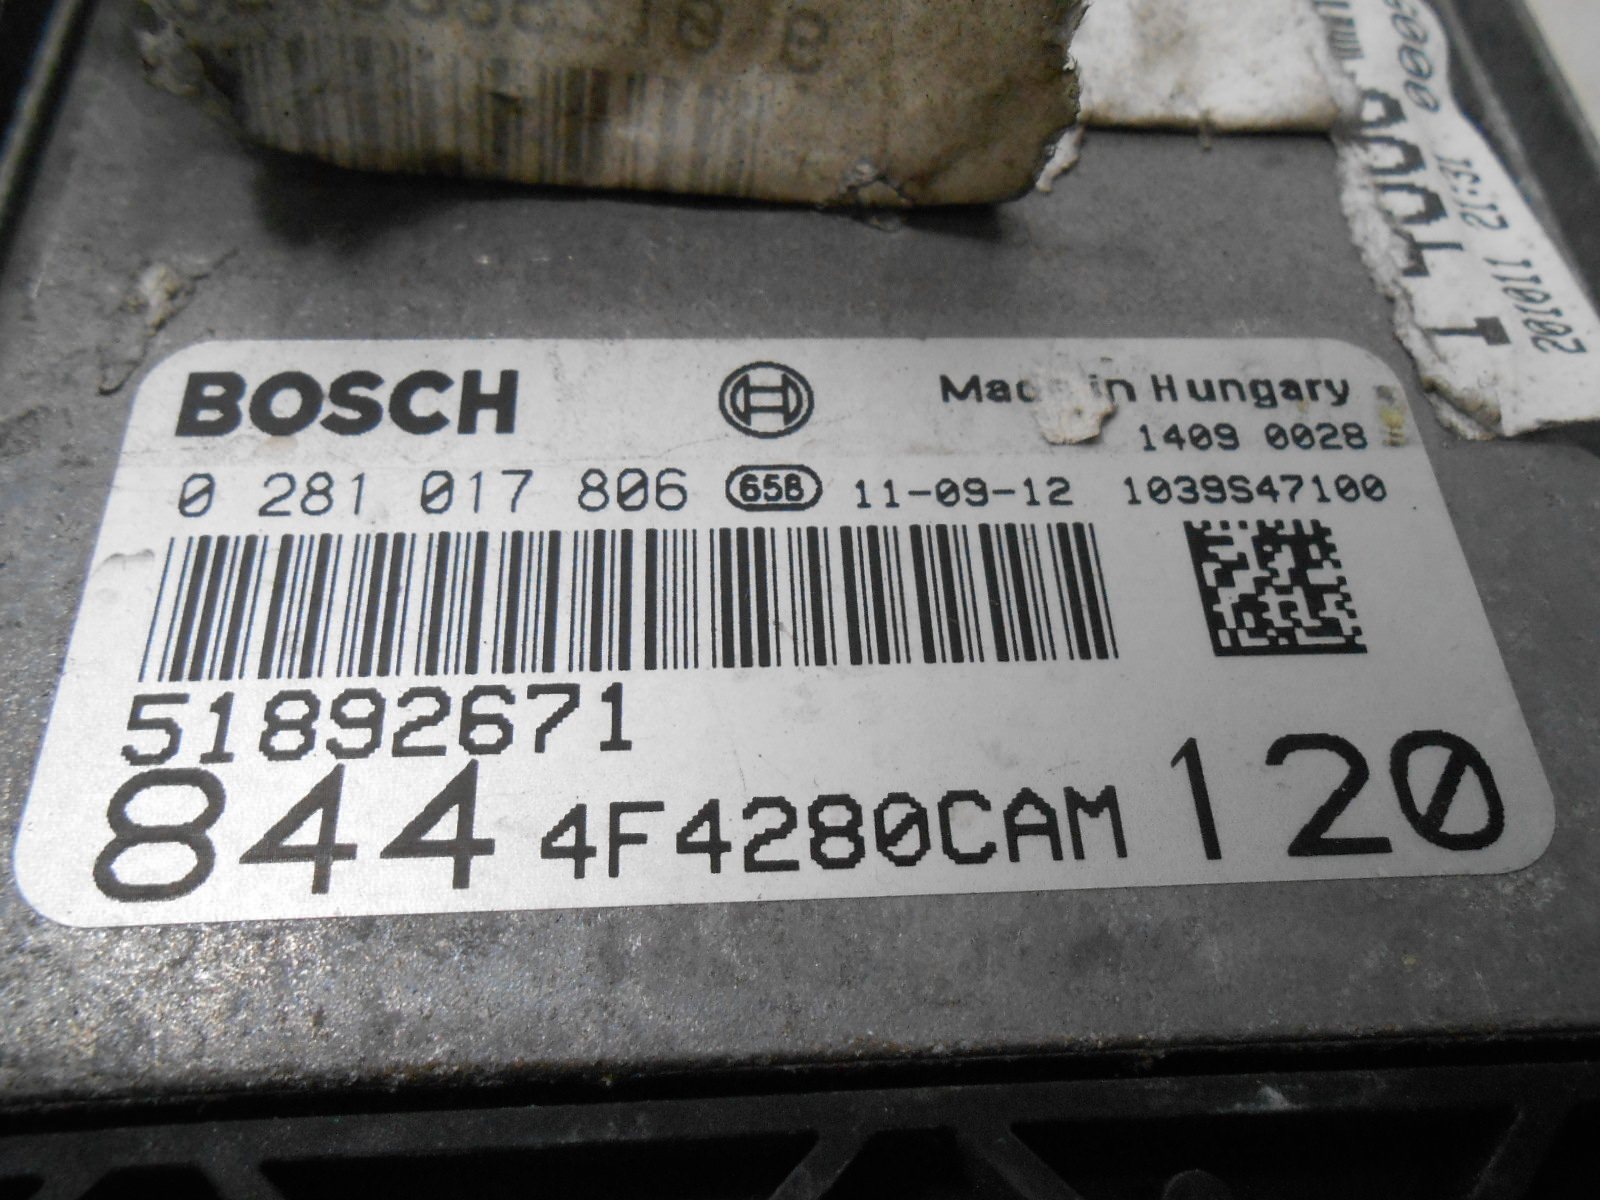 BOSCH Made in Hungary
1409 0028
0 281 017 806 658 11-09-12 1039S47100
51892671
844 4F4280CAM 120